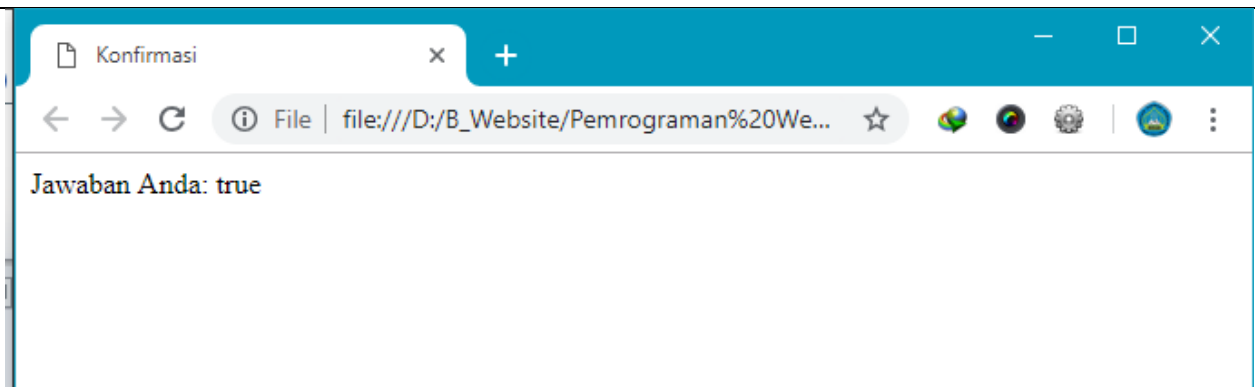 Konfirmasi
File file:///D:/B_Website/Pemrograman%20We...
Jawaban Anda: true